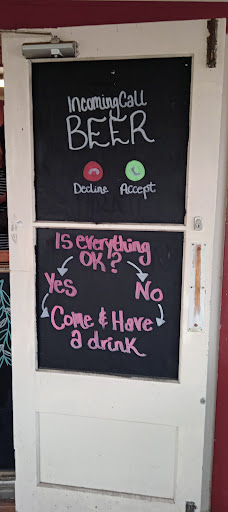 Incoming Call
BEER
Decline Accept
Is everything
OK?
Yes No
Come & Have
a drink